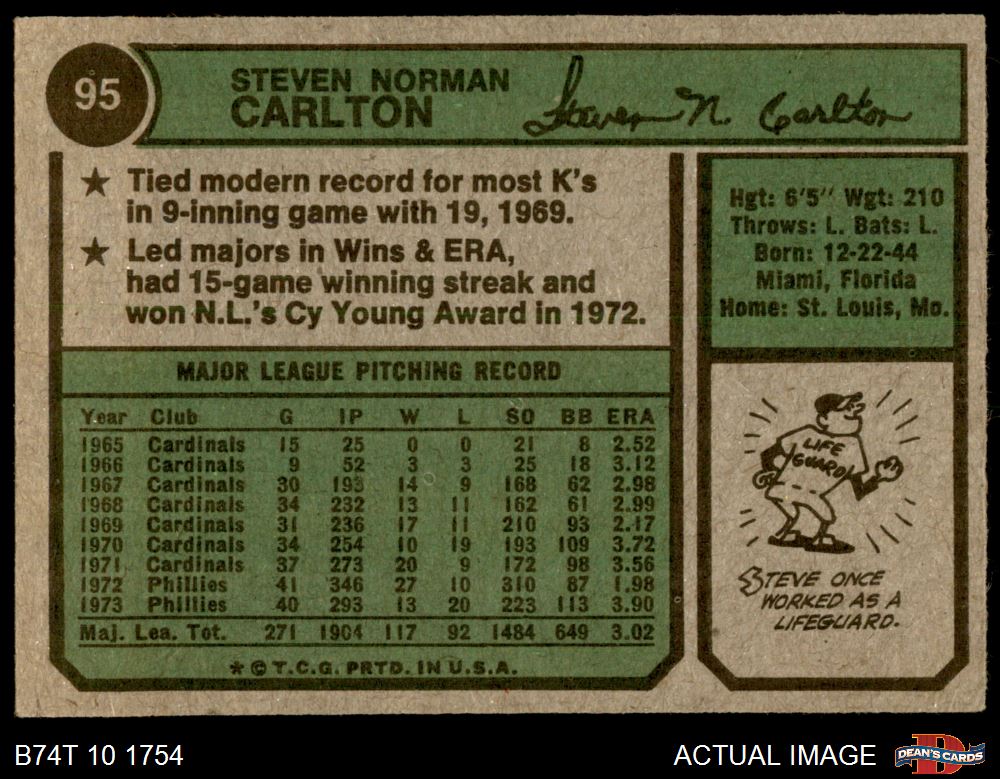 95
STEVEN NORMAN
CARLTON
Steven N. Carlton
★ Tied modern record for most K's
in 9-inning game with 19, 1969.
★ Led majors in Wins & ERA,
had 15-game winning streak and
won N.L.'s Cy Young Award in 1972.
Hgt: 6'5" Wgt: 210
Throws: L. Bats: L.
Born: 12-22-44
Miami, Florida
Home: St. Louis, Mo.
MAJOR LEAGUE PITCHING RECORD
Year Club G IP W L SO BB ERA
1965 Cardinals 15 25 0 0 21 8 2.52
1966 Cardinals 9 52 3 3 25 18 3.12
1967 Cardinals 30 193 14 9 168 62 2.98
1968 Cardinals 34 232 13 11 162 61 2.99
1969 Cardinals 31 236 17 11 210 93 2.17
1970 Cardinals 34 254 10 19 193 109 3.72
1971 Cardinals 37 273 20 9 172 98 3.56
1972 Phillies 41 346 27 10 310 87 1.98
1973 Phillies 40 293 13 20 223 113 3.90
Maj. Lea. Tot. 271 1904 117 92 1484 649 3.02
* © T.C.G. PRTD. IN U.S.A.
LIFE
GUARD
STEVE ONCE
WORKED AS A
LIFEGUARD.
B74T 10 1754
ACTUAL IMAGE
D
DEAN'S CARDS